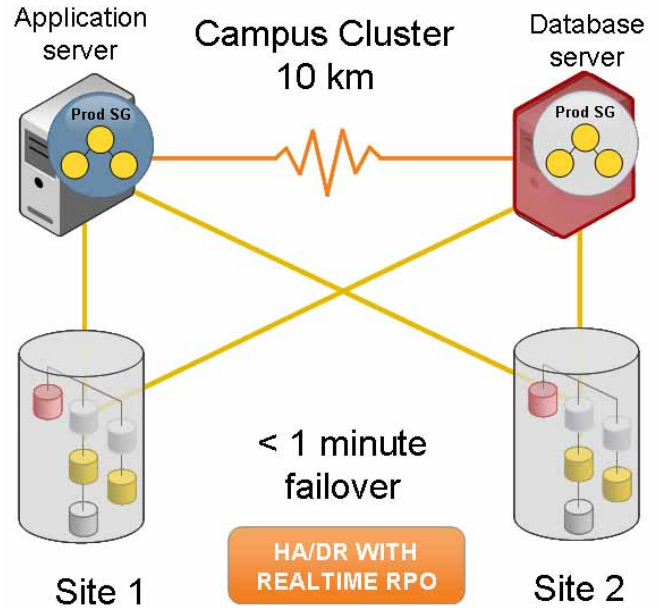 Application
server
Campus Cluster
10 km
Database
server
Prod SG
Prod SG
< 1 minute
failover
HA/DR WITH
REALTIME RPO
Site 1
Site 2